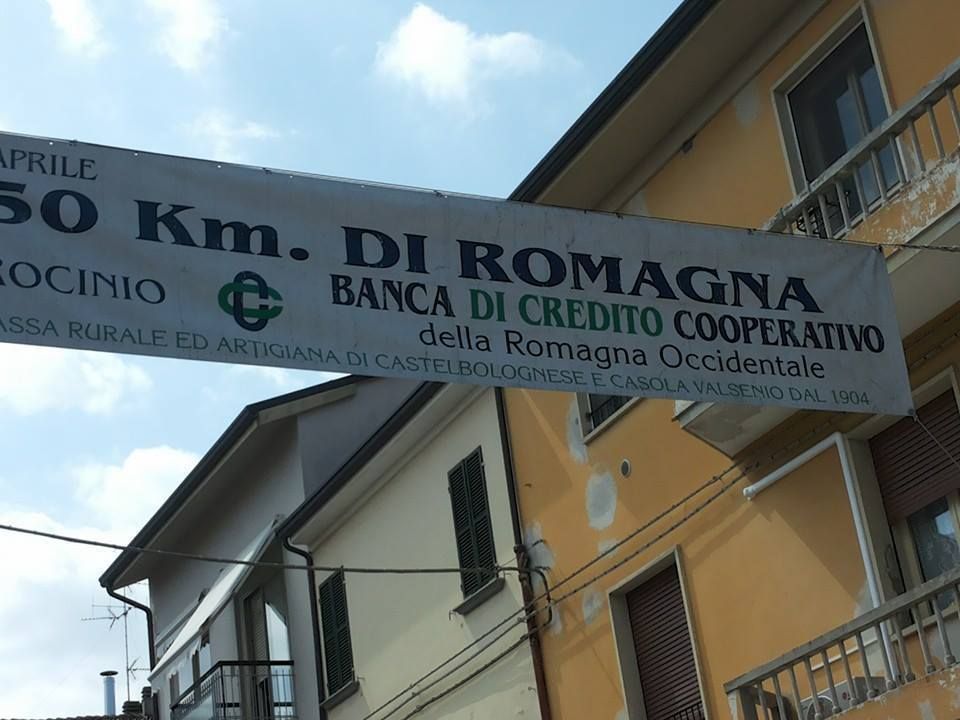 APRILE
50 Km. DI ROMAGNA
ROCINIO
BANCA DI CREDITO COOPERATIVO
della Romagna Occidentale
ASSA RURALE ED ARTIGIANA DI CASTELBOLOGNESE E CASOLA VALSENIO DAL 1904